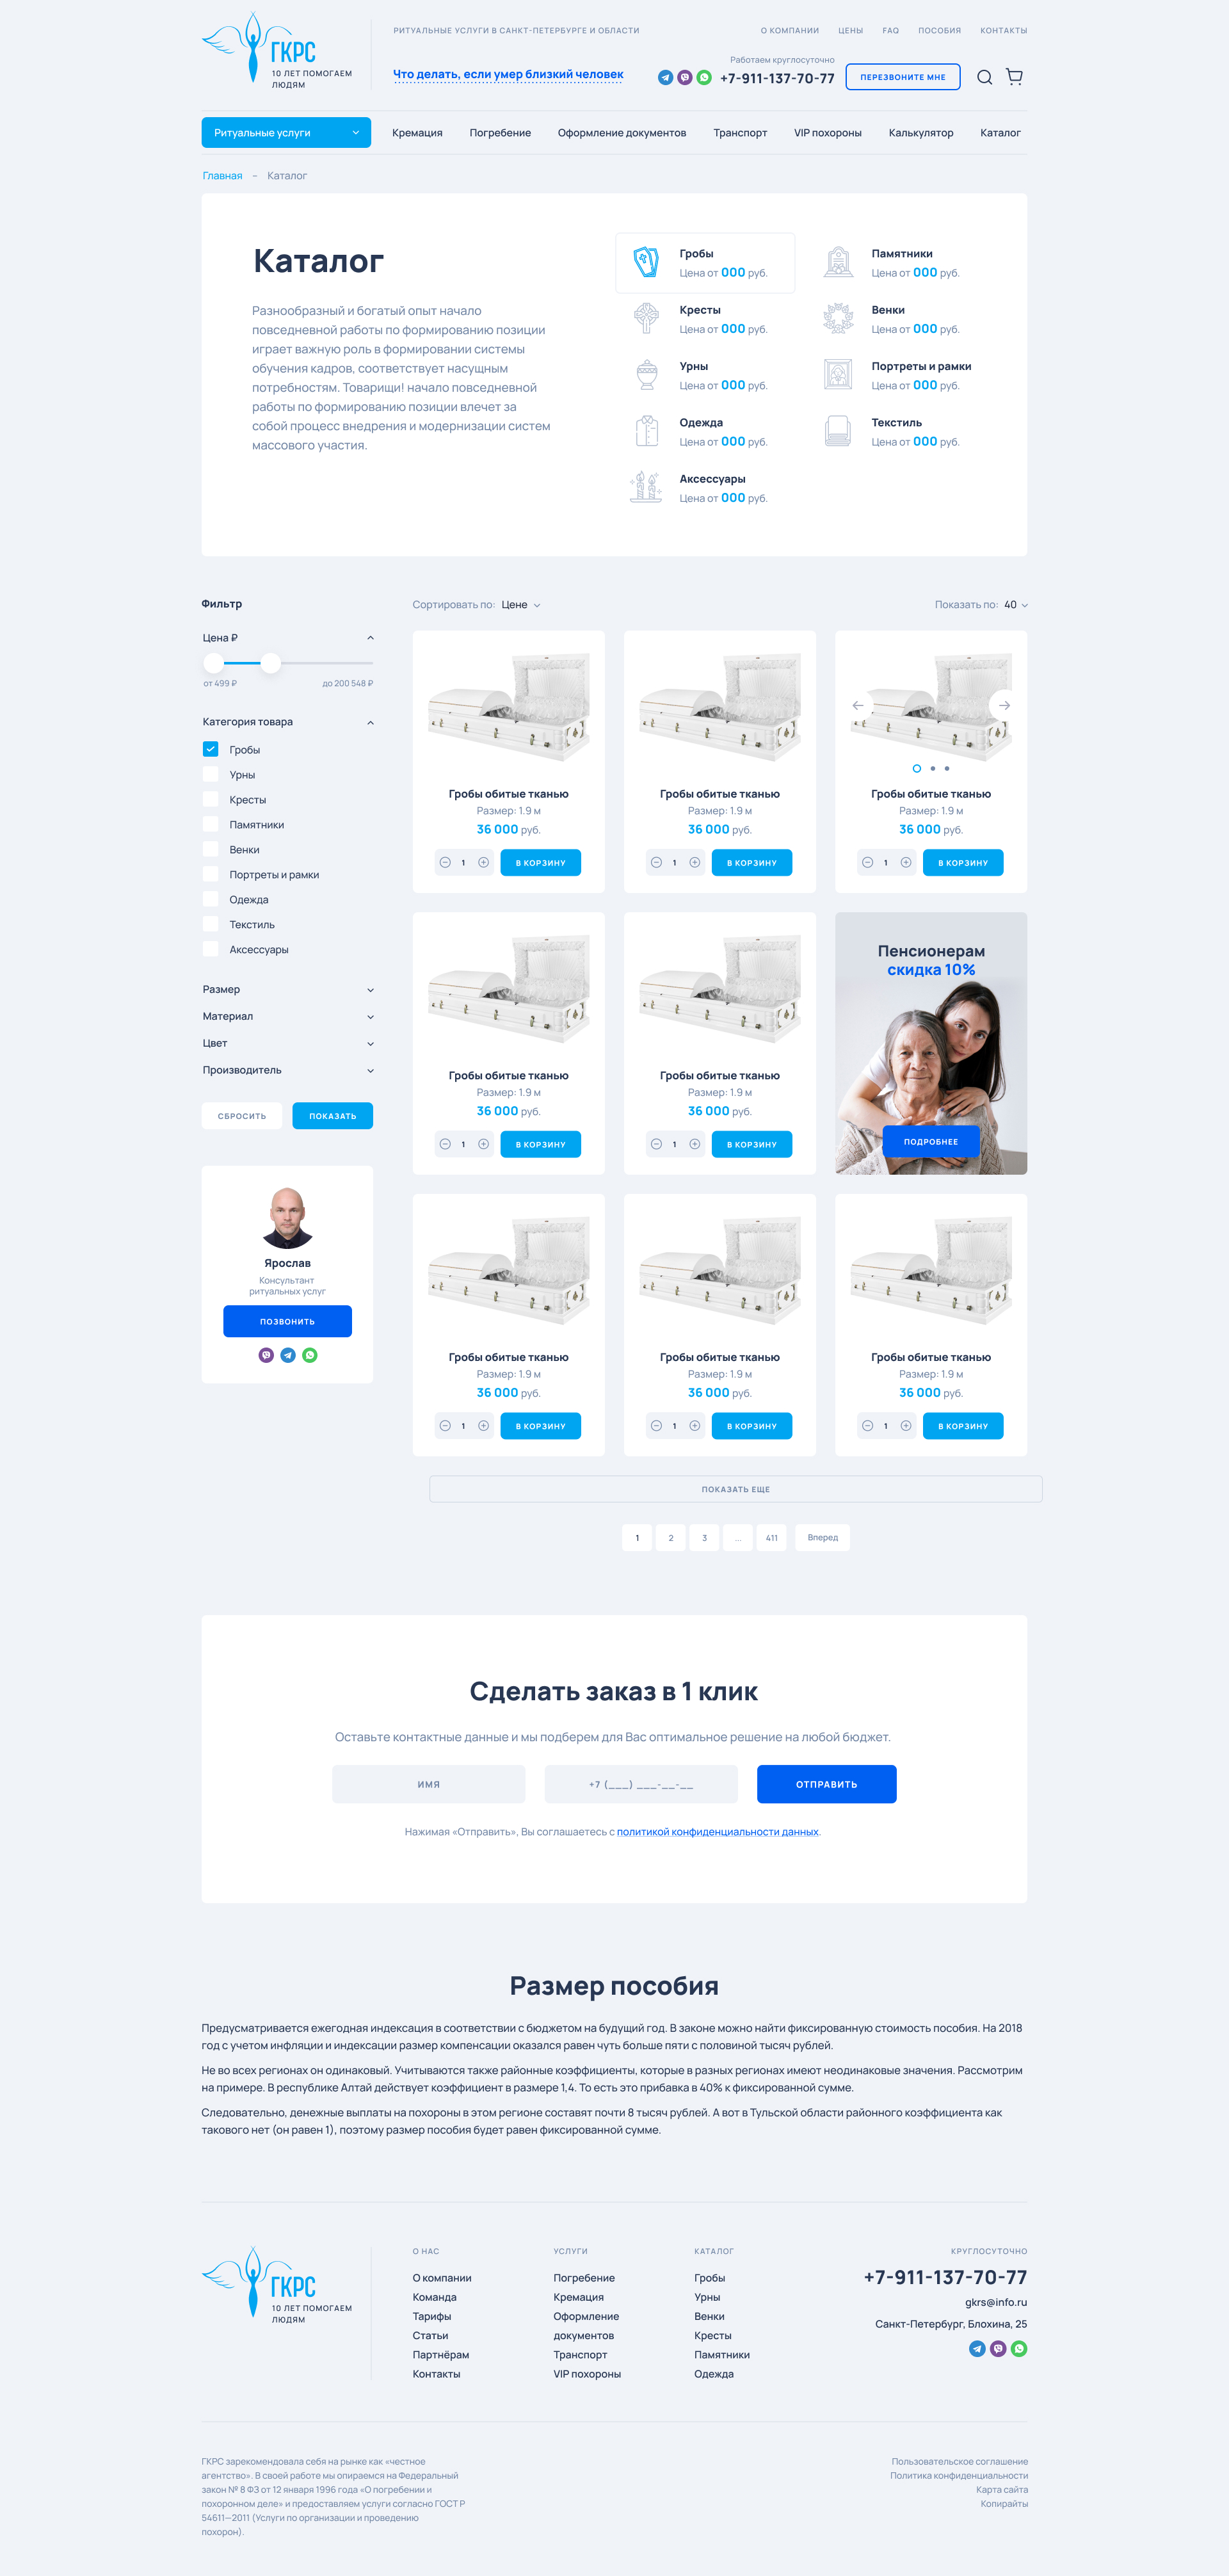 ГКРС
10 ЛЕТ ПОМОГАЕМ
ЛЮДЯМ
РИТУАЛЬНЫЕ УСЛУГИ В САНКТ-ПЕТЕРБУРГЕ И ОБЛАСТИ
О КОМПАНИИ ЦЕНЫ FAQ ПОСОБИЯ КОНТАКТЫ
Что делать, если умер близкий человек
Работаем круглосуточно
+7-911-137-70-77
ПЕРЕЗВОНИТЕ МНЕ
Ритуальные услуги Кремация Погребение Оформление документов Транспорт VIP похороны Калькулятор Каталог
Главная – Каталог
Каталог
Разнообразный и богатый опыт начало
повседневной работы по формированию позиции
играет важную роль в формировании системы
обучения кадров, соответствует насущным
потребностям. Товарищи! начало повседневной
работы по формированию позиции влечет за
собой процесс внедрения и модернизации систем
массового участия.
Гробы
Цена от 000 руб.
Памятники
Цена от 000 руб.
Кресты
Цена от 000 руб.
Венки
Цена от 000 руб.
Урны
Цена от 000 руб.
Портреты и рамки
Цена от 000 руб.
Одежда
Цена от 000 руб.
Текстиль
Цена от 000 руб.
Аксессуары
Цена от 000 руб.
Фильтр
Цена ₽
от 499 ₽ до 200 548 ₽
Категория товара
Гробы
Урны
Кресты
Памятники
Венки
Портреты и рамки
Одежда
Текстиль
Аксессуары
Размер
Материал
Цвет
Производитель
СБРОСИТЬ ПОКАЗАТЬ
Ярослав
Консультант
ритуальных услуг
ПОЗВОНИТЬ
Сортировать по: Цене
Показать по: 40
Гробы обитые тканью
Размер: 1.9 м
36 000 руб.
1 В КОРЗИНУ
Гробы обитые тканью
Размер: 1.9 м
36 000 руб.
1 В КОРЗИНУ
Гробы обитые тканью
Размер: 1.9 м
36 000 руб.
1 В КОРЗИНУ
Гробы обитые тканью
Размер: 1.9 м
36 000 руб.
1 В КОРЗИНУ
Гробы обитые тканью
Размер: 1.9 м
36 000 руб.
1 В КОРЗИНУ
Пенсионерам
скидка 10%
ПОДРОБНЕЕ
Гробы обитые тканью
Размер: 1.9 м
36 000 руб.
1 В КОРЗИНУ
Гробы обитые тканью
Размер: 1.9 м
36 000 руб.
1 В КОРЗИНУ
Гробы обитые тканью
Размер: 1.9 м
36 000 руб.
1 В КОРЗИНУ
ПОКАЗАТЬ ЕЩЕ
1 2 3 ... 411 Вперед
Сделать заказ в 1 клик
Оставьте контактные данные и мы подберем для Вас оптимальное решение на любой бюджет.
ИМЯ
+7 (___) ___-__-__
ОТПРАВИТЬ
Нажимая «Отправить», Вы соглашаетесь с политикой конфиденциальности данных.
Размер пособия
Предусматривается ежегодная индексация в соответствии с бюджетом на будущий год. В законе можно найти фиксированную стоимость пособия. На 2018
год с учетом инфляции и индексации размер компенсации оказался равен чуть больше пяти с половиной тысяч рублей.
Не во всех регионах он одинаковый. Учитываются также районные коэффициенты, которые в разных регионах имеют неодинаковые значения. Рассмотрим
на примере. В республике Алтай действует коэффициент в размере 1,4. То есть это прибавка в 40% к фиксированной сумме.
Следовательно, денежные выплаты на похороны в этом регионе составят почти 8 тысяч рублей. А вот в Тульской области районного коэффициента как
такового нет (он равен 1), поэтому размер пособия будет равен фиксированной сумме.
ГКРС
10 ЛЕТ ПОМОГАЕМ
ЛЮДЯМ
О НАС
О компании
Команда
Тарифы
Статьи
Партнёрам
Контакты
УСЛУГИ
Погребение
Кремация
Оформление
документов
Транспорт
VIP похороны
КАТАЛОГ
Гробы
Урны
Венки
Кресты
Памятники
Одежда
КРУГЛОСУТОЧНО
+7-911-137-70-77
gkrs@info.ru
Санкт-Петербург, Блохина, 25
ГКРС зарекомендовала себя на рынке как «честное
агентство». В своей работе мы опираемся на Федеральный
закон № 8 ФЗ от 12 января 1996 года «О погребении и
похоронном деле» и предоставляем услуги согласно ГОСТ Р
54611—2011 (Услуги по организации и проведению
похорон).
Пользовательское соглашение
Политика конфиденциальности
Карта сайта
Копирайты